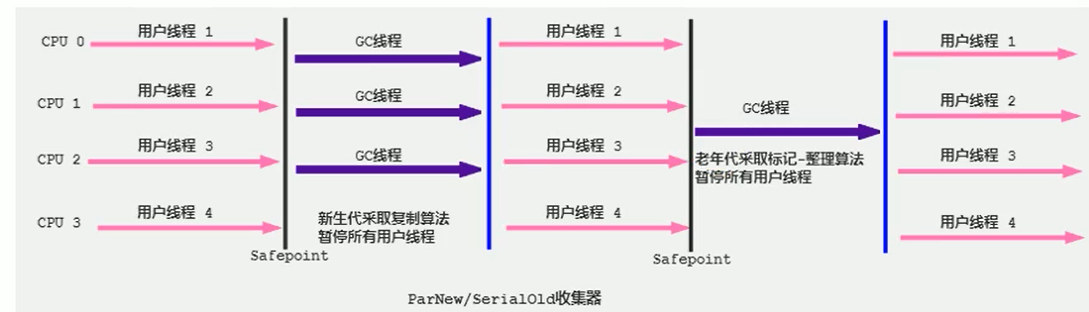 CPU 0
用户线程 1
GC线程
用户线程 1
用户线程 1
CPU 1
用户线程 2
GC线程
用户线程 2
GC线程
用户线程 2
CPU 2
用户线程 3
GC线程
用户线程 3
老年代采取标记-整理算法
暂停所有用户线程
用户线程 3
CPU 3
用户线程 4
新生代采取复制算法
暂停所有用户线程
用户线程 4
用户线程 4
Safepoint
Safepoint
ParNew/SerialOld收集器